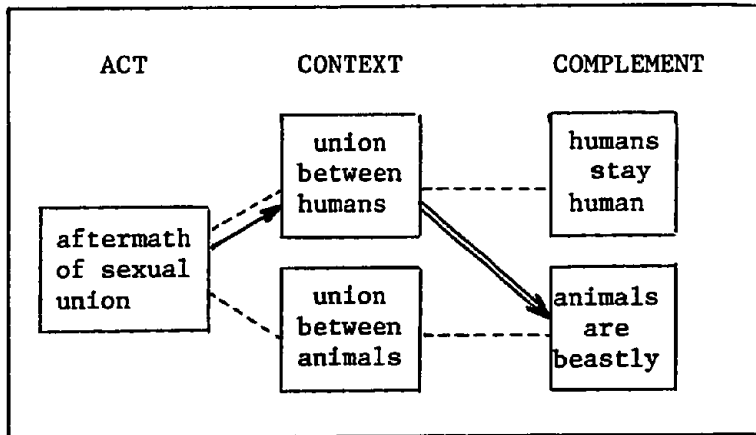 ACT CONTEXT COMPLEMENT
union
between
humans
humans
stay
human
aftermath
of sexual
union
union
between
animals
animals
are
beastly